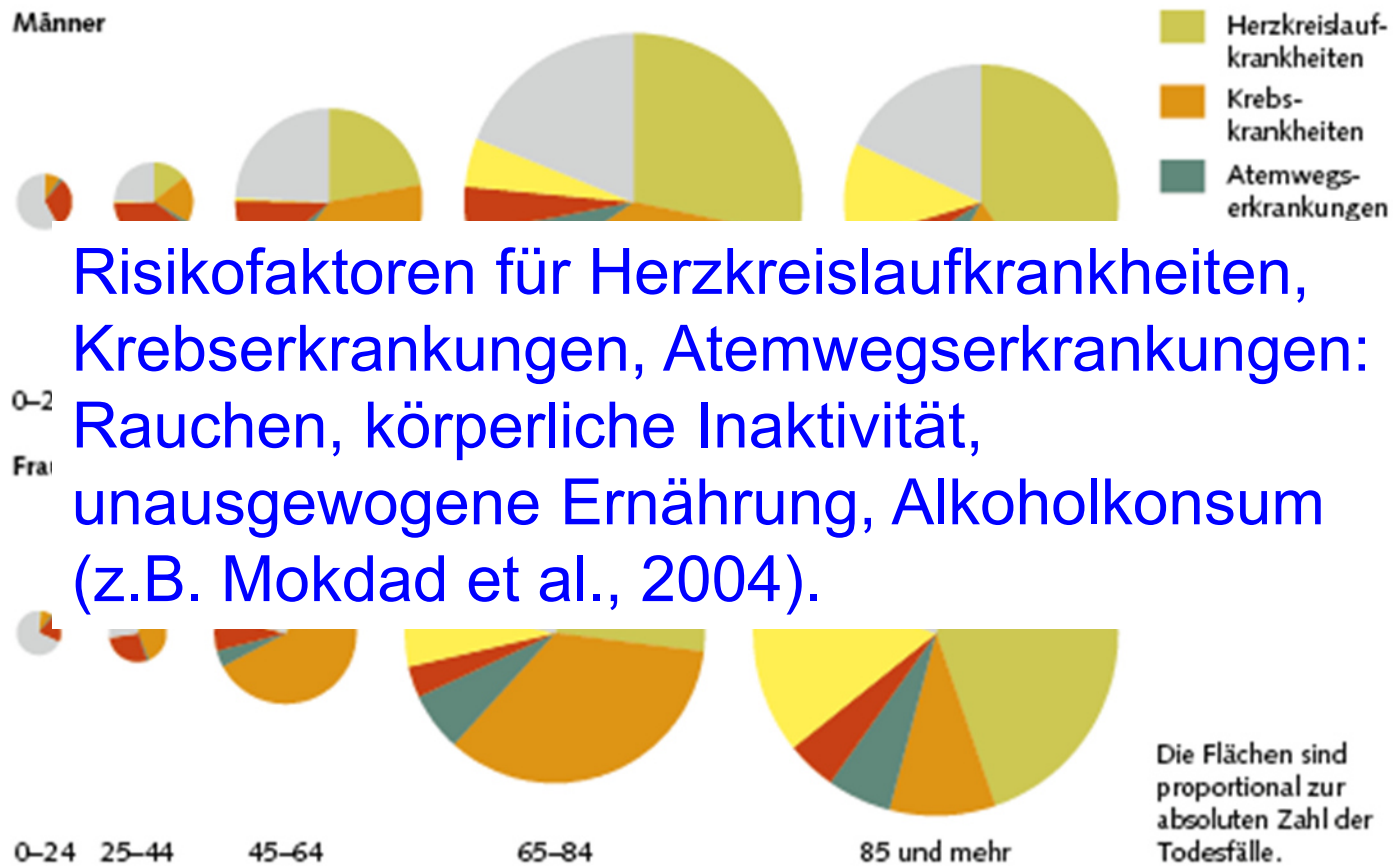 Männer
Herzkreislauf-
krankheiten
Krebs-
krankheiten
Atemwegs-
erkrankungen
Risikofaktoren für Herzkreislaufkrankheiten,
Krebserkrankungen, Atemwegserkrankungen:
Rauchen, körperliche Inaktivität,
unausgewogene Ernährung, Alkoholkonsum
(z.B. Mokdad et al., 2004).
Die Flächen sind
proportional zur
absoluten Zahl der
Todesfälle.
0–24 25–44 45–64 65–84 85 und mehr